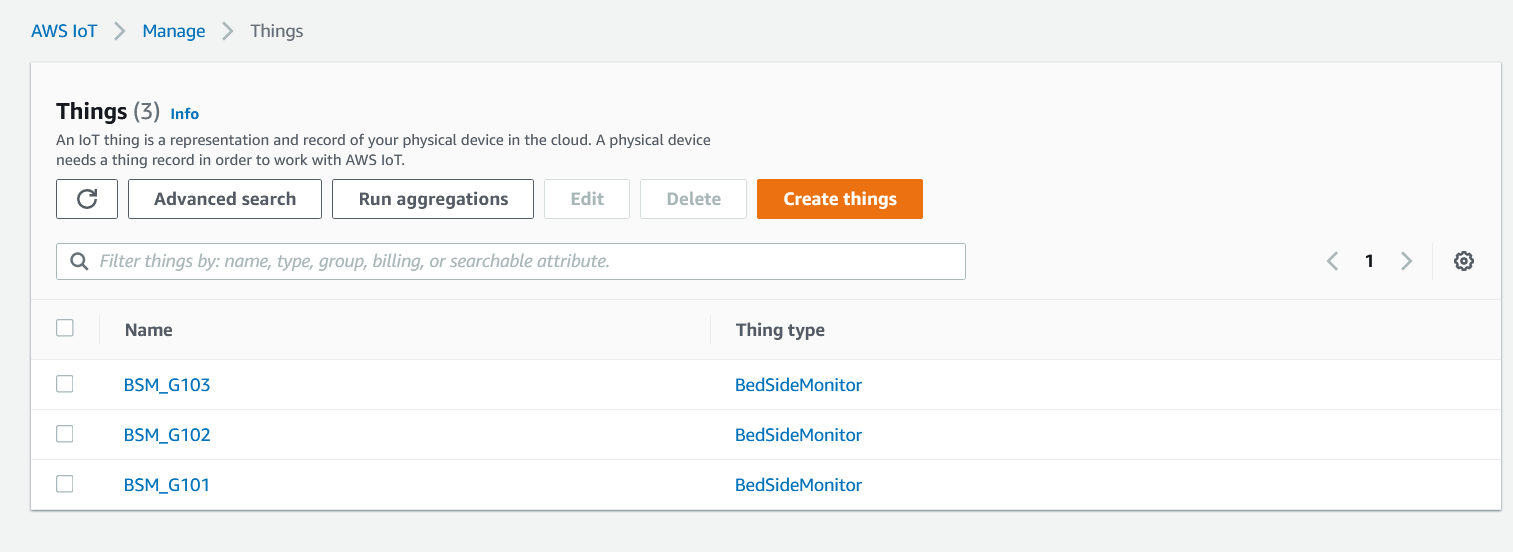 AWS IoT > Manage > Things
Things (3) Info
An IoT thing is a representation and record of your physical device in the cloud. A physical device
needs a thing record in order to work with AWS IoT.
Advanced search Run aggregations Edit Delete Create things
Filter things by: name, type, group, billing, or searchable attribute. 1
Name Thing type
BSM_G103 BedSideMonitor
BSM_G102 BedSideMonitor
BSM_G101 BedSideMonitor